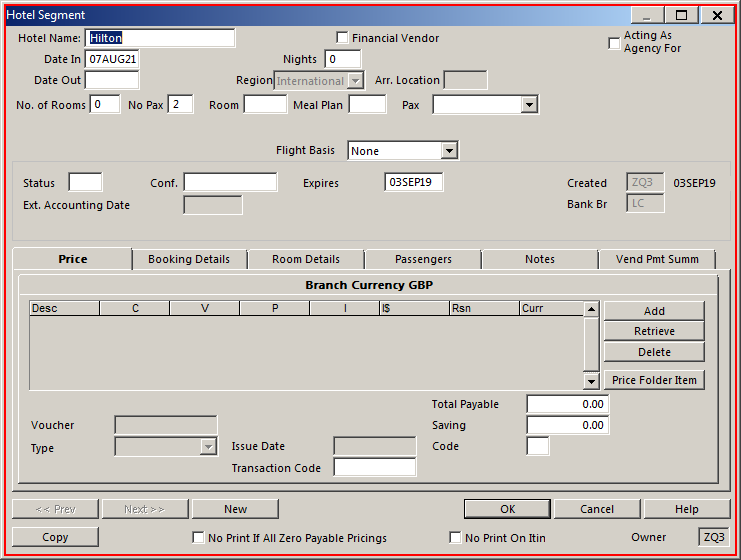 Hotel Segment
Hotel Name: Hilton Financial Vendor Acting As
Agency For
Date In 07AUG21 Nights 0
Date Out Region International Arr. Location
No. of Rooms 0 No Pax 2 Room Meal Plan Pax
Flight Basis None
Status Conf. Expires 03SEP19 Created ZQ3 03SEP19
Ext. Accounting Date Bank Br LC
Price Booking Details Room Details Passengers Notes Vend Pmt Summ
Branch Currency GBP
Desc C V P I I$ Rsn Curr
Add
Retrieve
Delete
Price Folder Item
Total Payable 0.00
Voucher Saving 0.00
Type Issue Date Code
Transaction Code
<< Prev Next >> New OK Cancel Help
Copy No Print If All Zero Payable Pricings No Print On Itin Owner ZQ3